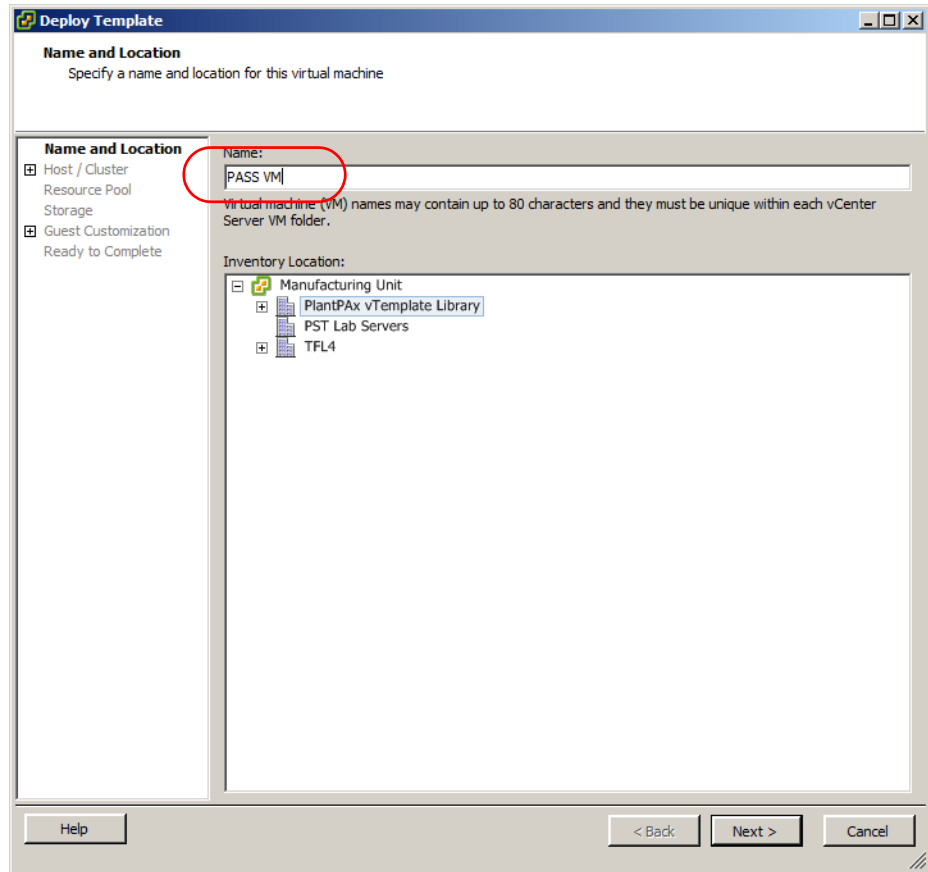 Deploy Template
Name and Location
Specify a name and location for this virtual machine
Name and Location
Host / Cluster
Resource Pool
Storage
Guest Customization
Ready to Complete
Name:
PASS VM
Virtual machine (VM) names may contain up to 80 characters and they must be unique within each vCenter
Server VM folder.
Inventory Location:
Manufacturing Unit
PlantPAx vTemplate Library
PST Lab Servers
TFL4
Help
< Back
Next >
Cancel